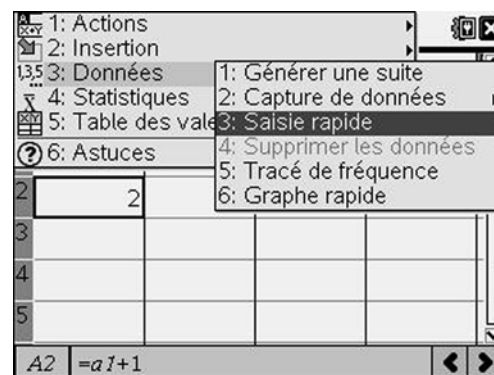 1: Actions
2: Insertion
3: Données
4: Statistiques
5: Table des vale
6: Astuces
1: Générer une suite
2: Capture de données
3: Saisie rapide
4: Supprimer les données
5: Tracé de fréquence
6: Graphe rapide
2 2
3
4
5
A2 =a1+1